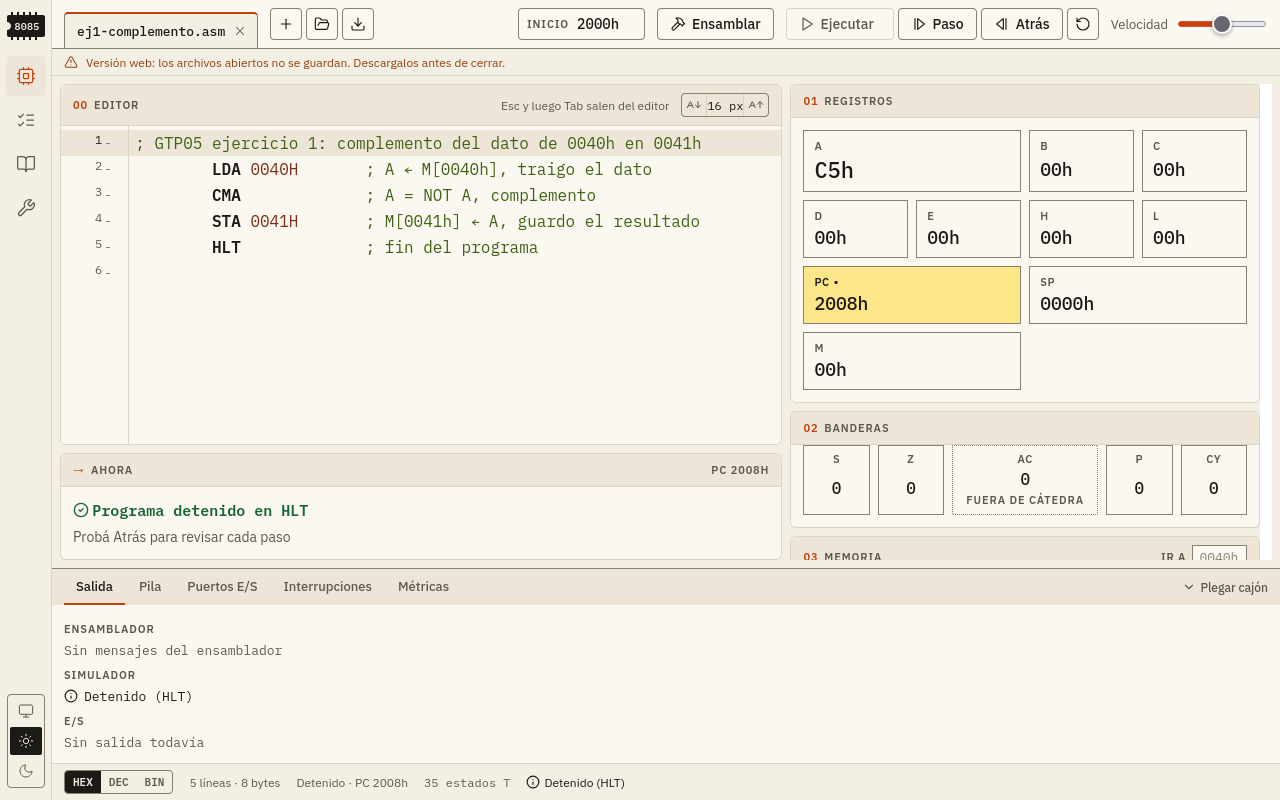 8085
ej1-complemento.asm
INICIO 2000h
Ensamblar
Ejecutar
Paso
Atrás
Velocidad
Versión web: los archivos abiertos no se guardan. Descargalos antes de cerrar.
00 EDITOR
Esc y luego Tab salen del editor
A↓ 16 px A↑
1 ; GTP05 ejercicio 1: complemento del dato de 0040h en 0041h
2 LDA 0040H ; A ← M[0040h], traigo el dato
3 CMA ; A = NOT A, complemento
4 STA 0041H ; M[0041h] ← A, guardo el resultado
5 HLT ; fin del programa
6
→ AHORA
PC 2008H
Programa detenido en HLT
Probá Atrás para revisar cada paso
01 REGISTROS
A
C5h
B
00h
C
00h
D
00h
E
00h
H
00h
L
00h
PC •
2008h
SP
0000h
M
00h
02 BANDERAS
S
0
Z
0
AC
0
FUERA DE CÁTEDRA
P
0
CY
0
03 MEMORIA
IR A 0040h
Salida
Pila
Puertos E/S
Interrupciones
Métricas
Plegar cajón
ENSAMBLADOR
Sin mensajes del ensamblador
SIMULADOR
Detenido (HLT)
E/S
Sin salida todavía
HEX DEC BIN
5 líneas · 8 bytes
Detenido · PC 2008h
35 estados T
Detenido (HLT)